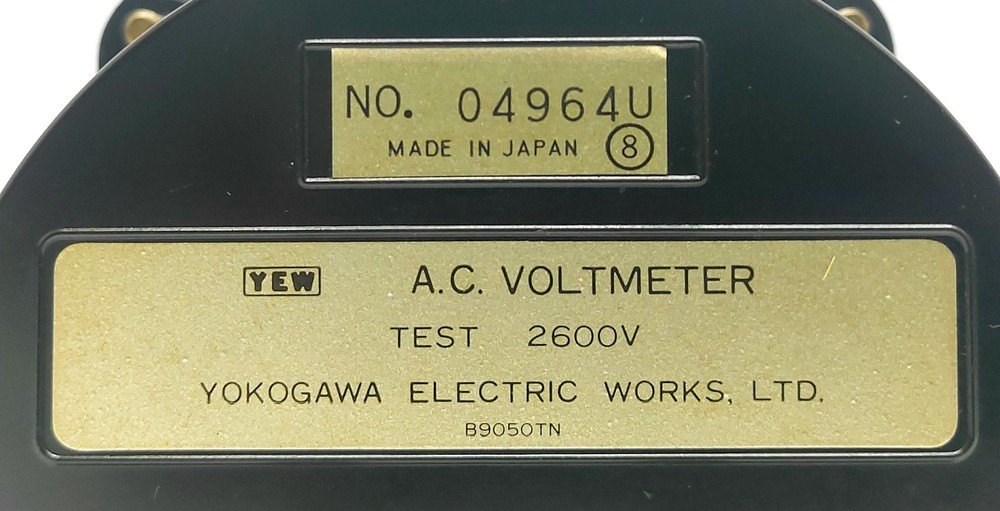 NO. 04964U
MADE IN JAPAN 8
YEW A.C. VOLTMETER
TEST 2600V
YOKOGAWA ELECTRIC WORKS, LTD.
B9050TN